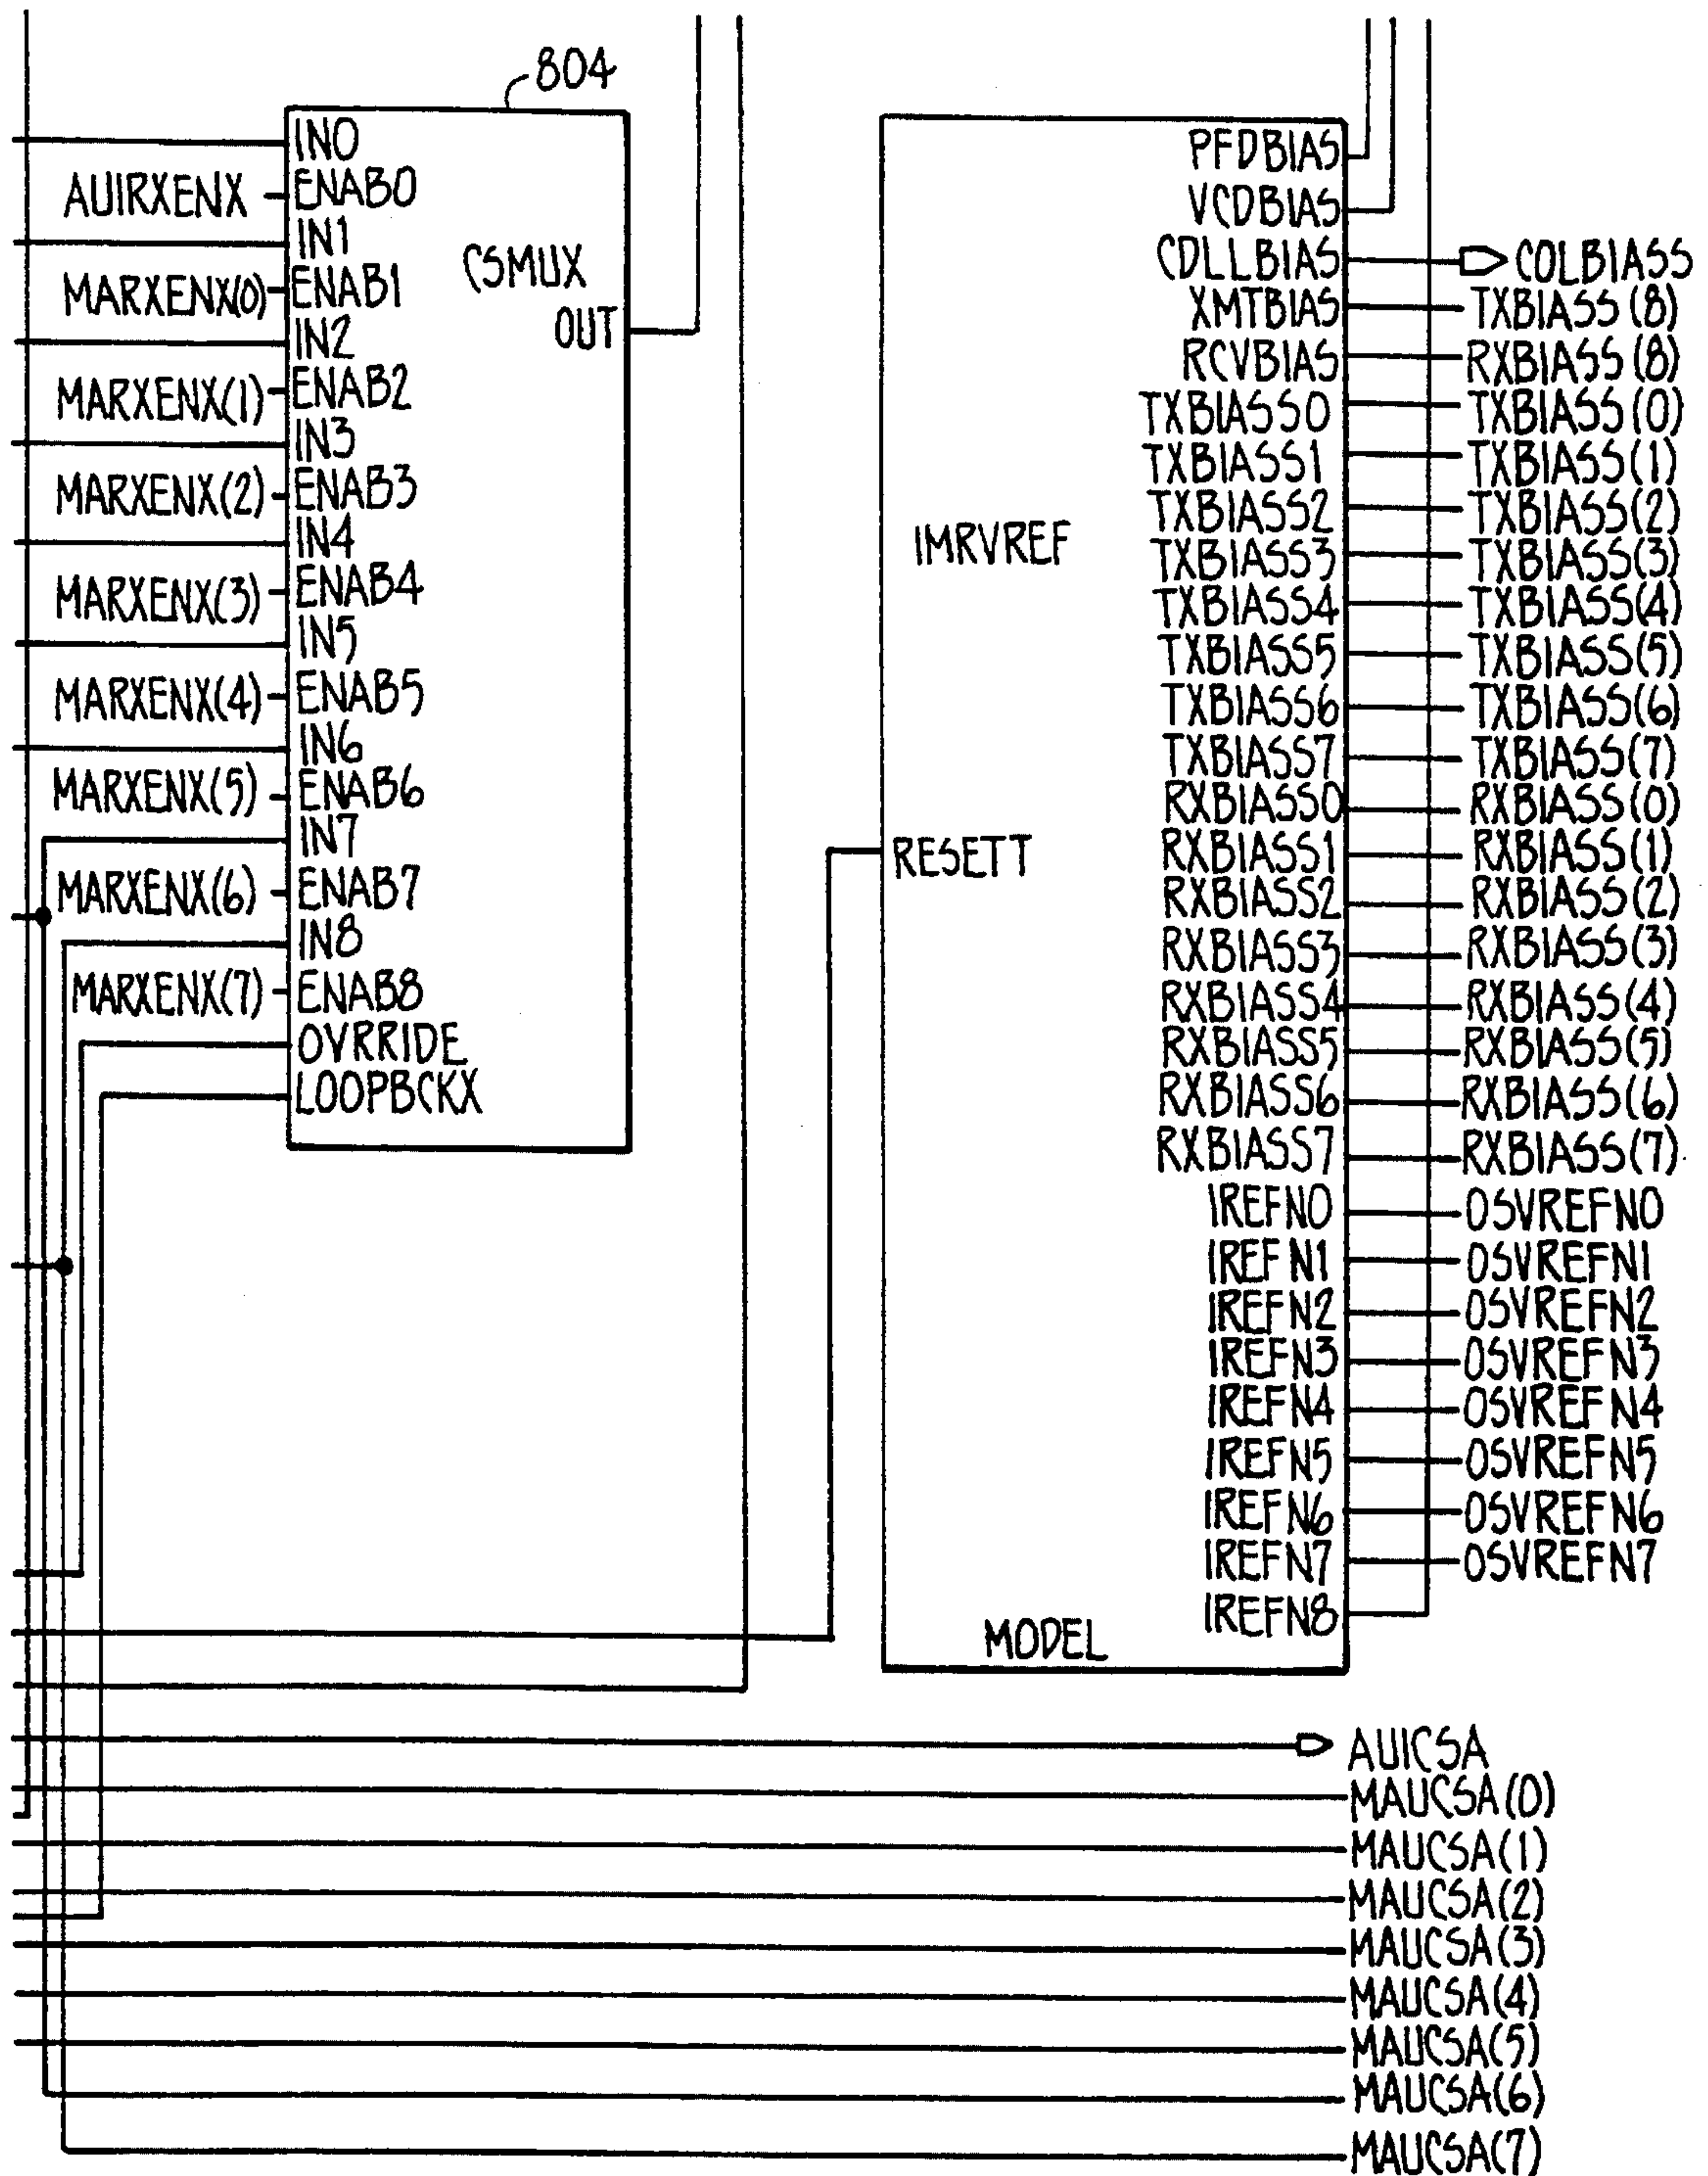 804
IN0
AUIRXENX
ENAB0
IN1
MARXENX(0)
ENAB1
IN2
MARXENX(1)
ENAB2
IN3
MARXENX(2)
ENAB3
IN4
MARXENX(3)
ENAB4
IN5
MARXENX(4)
ENAB5
IN6
MARXENX(5)
ENAB6
IN7
MARXENX(6)
ENAB7
IN8
MARXENX(7)
ENAB8
OVRRIDE
LOOPBCKX
CSMUX
OUT
IMRVREF
RESETT
MODEL
PFDBIAS
VCDBIAS
CDLLBIAS COLBIASS
XMTBIAS TXBIASS(8)
RCVBIAS RXBIASS(8)
TXBIASS0 TXBIASS(0)
TXBIASS1 TXBIASS(1)
TXBIASS2 TXBIASS(2)
TXBIASS3 TXBIASS(3)
TXBIASS4 TXBIASS(4)
TXBIASS5 TXBIASS(5)
TXBIASS6 TXBIASS(6)
TXBIASS7 TXBIASS(7)
RXBIASS0 RXBIASS(0)
RXBIASS1 RXBIASS(1)
RXBIASS2 RXBIASS(2)
RXBIASS3 RXBIASS(3)
RXBIASS4 RXBIASS(4)
RXBIASS5 RXBIASS(5)
RXBIASS6 RXBIASS(6)
RXBIASS7 RXBIASS(7)
IREFN0 OSVREFN0
IREFN1 OSVREFN1
IREFN2 OSVREFN2
IREFN3 OSVREFN3
IREFN4 OSVREFN4
IREFN5 OSVREFN5
IREFN6 OSVREFN6
IREFN7 OSVREFN7
IREFN8
AUICSA
MAUCSA(0)
MAUCSA(1)
MAUCSA(2)
MAUCSA(3)
MAUCSA(4)
MAUCSA(5)
MAUCSA(6)
MAUCSA(7)